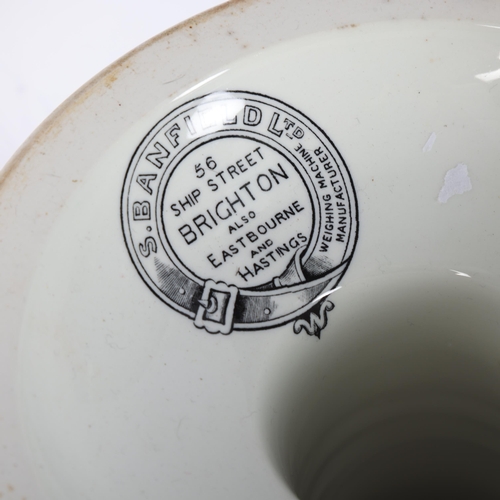 S. BANFIELD LTD
WEIGHING MACHINE
MANUFACTURER
56
SHIP STREET
BRIGHTON
ALSO
EASTBOURNE
AND
HASTINGS